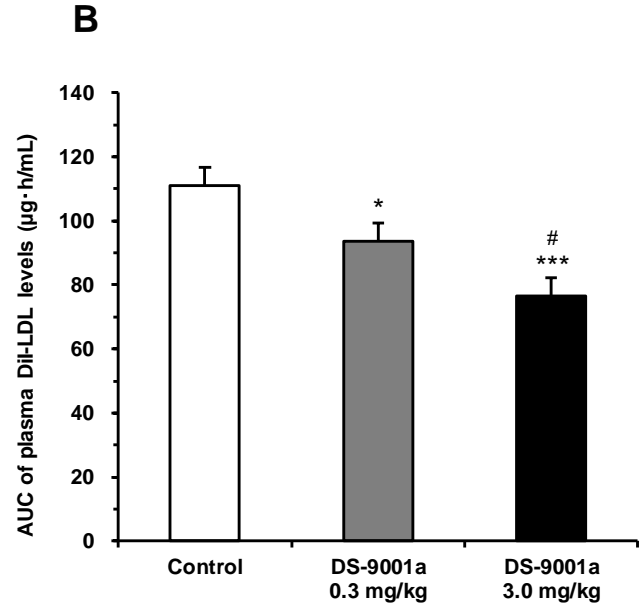 B
AUC of plasma DiI-LDL levels (µg·h/mL)
140
120
100
80
60
40
20
0
*
#
***
Control
DS-9001a
0.3 mg/kg
DS-9001a
3.0 mg/kg